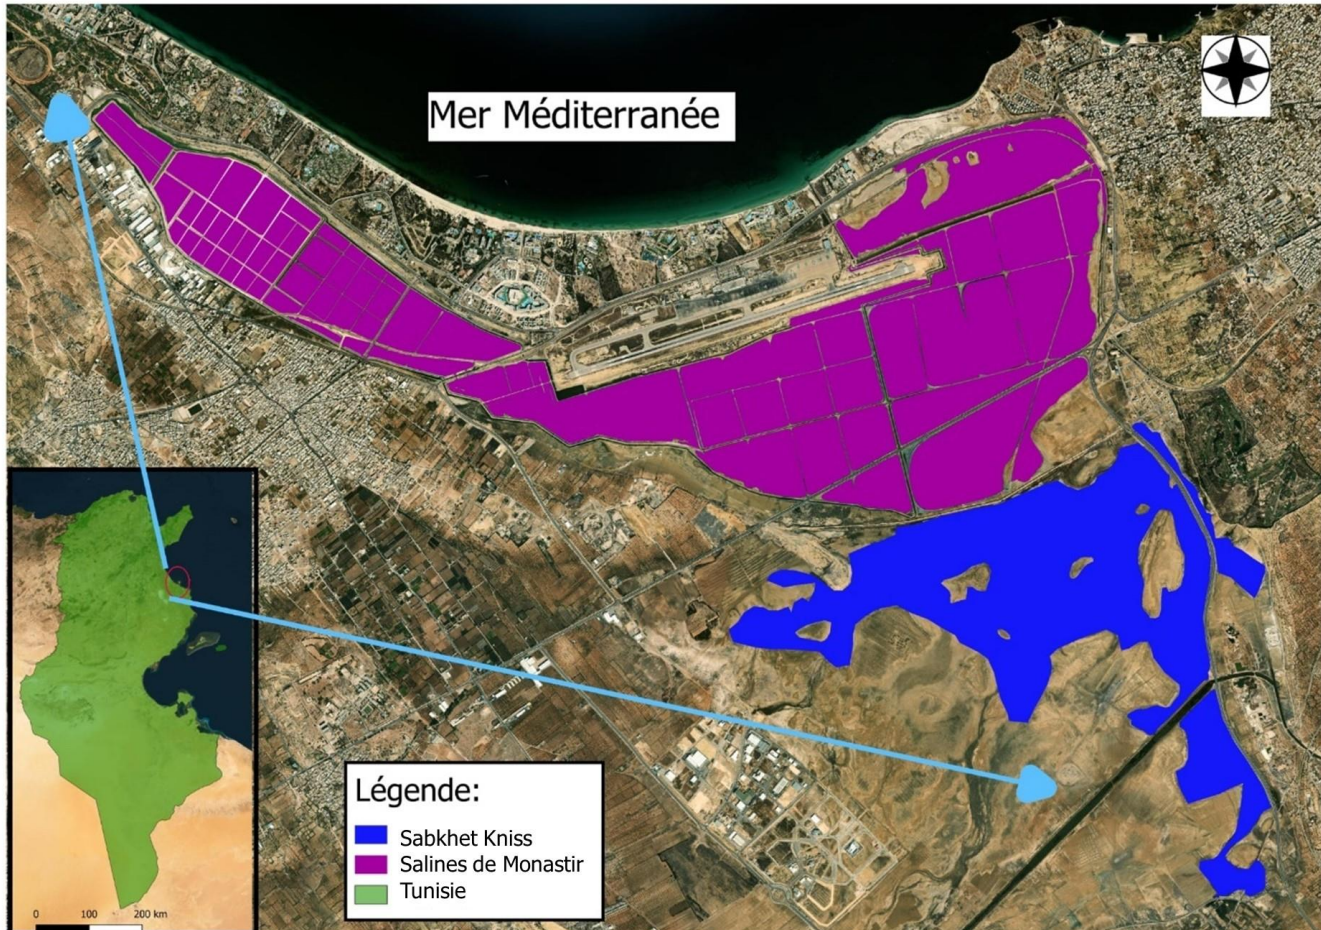 Mer Méditerranée
Légende:
Sabkhet Kniss
Salines de Monastir
Tunisie
0 100 200 km